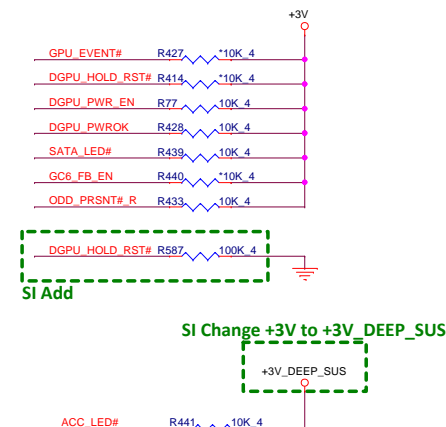 +3V
GPU_EVENT# R427 *10K_4
DGPU_HOLD_RST# R414 *10K_4
DGPU_PWR_EN R77 10K_4
DGPU_PWROK R428 10K_4
SATA_LED# R439 10K_4
GC6_FB_EN R440 *10K_4
ODD_PRSNT#_R R433 10K_4
DGPU_HOLD_RST# R587 100K_4
SI Add
SI Change +3V to +3V_DEEP_SUS
+3V_DEEP_SUS
ACC_LED# R441 10K_4